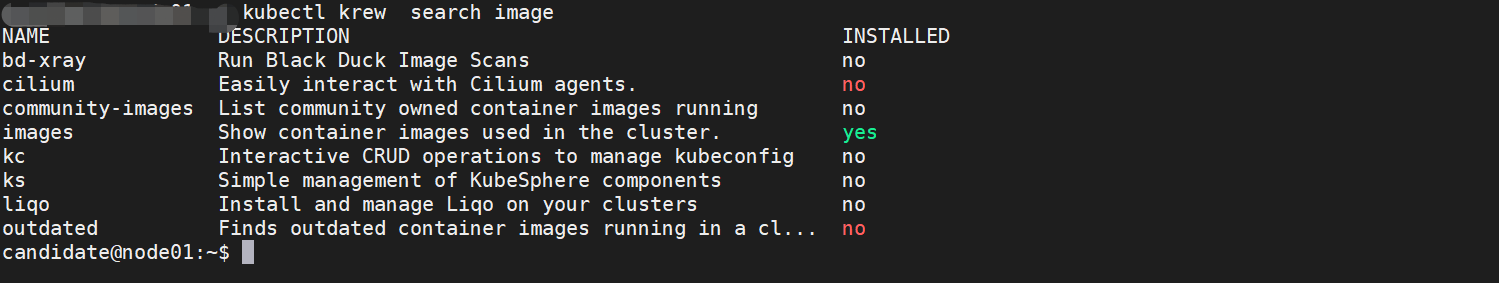 kubectl krew  search image
NAME              DESCRIPTION                                         INSTALLED
bd-xray           Run Black Duck Image Scans                          no
cilium            Easily interact with Cilium agents.                 no
community-images  List community owned container images running       no
images            Show container images used in the cluster.          yes
kc                Interactive CRUD operations to manage kubeconfig    no
ks                Simple management of KubeSphere components          no
liqo              Install and manage Liqo on your clusters            no
outdated          Finds outdated container images running in a cl...  no
candidate@node01:~$